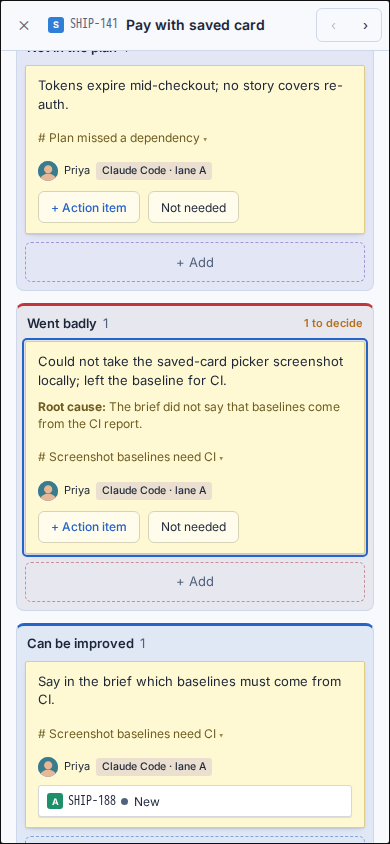 S SHIP-141 Pay with saved card
Tokens expire mid-checkout; no story covers re-
auth.
# Plan missed a dependency
Priya Claude Code · lane A
+ Action item Not needed
+ Add
Went badly 1 1 to decide
Could not take the saved-card picker screenshot
locally; left the baseline for CI.
Root cause: The brief did not say that baselines come
from the CI report.
# Screenshot baselines need CI
Priya Claude Code · lane A
+ Action item Not needed
+ Add
Can be improved 1
Say in the brief which baselines must come from
CI.
# Screenshot baselines need CI
Priya Claude Code · lane A
A SHIP-188 New